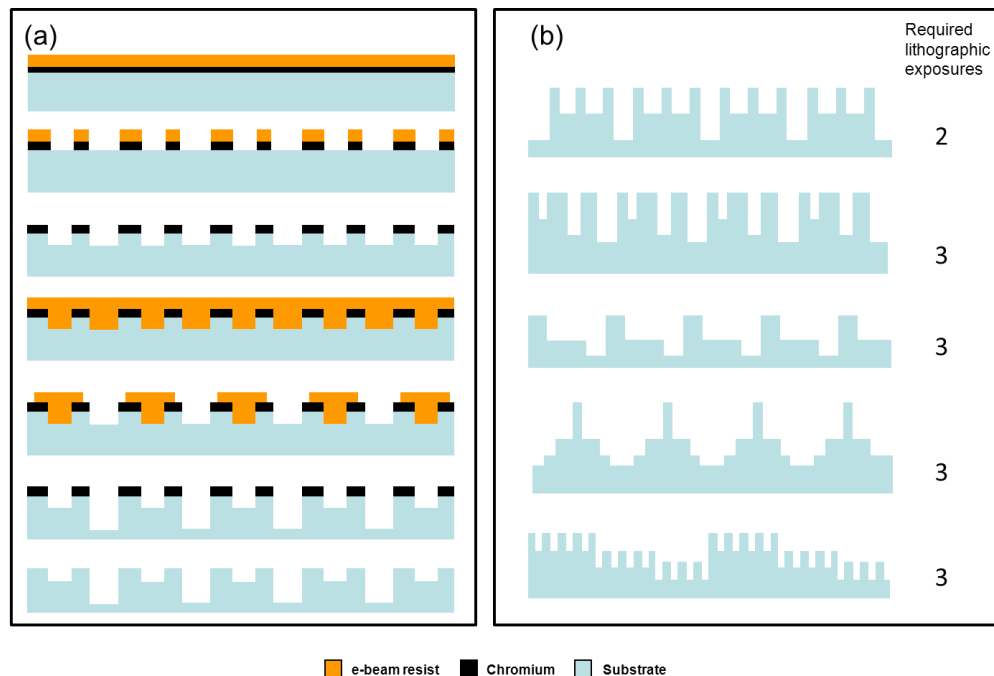 (a)
(b)
Required
lithographic
exposures
2
3
3
3
3
e-beam resist
Chromium
Substrate